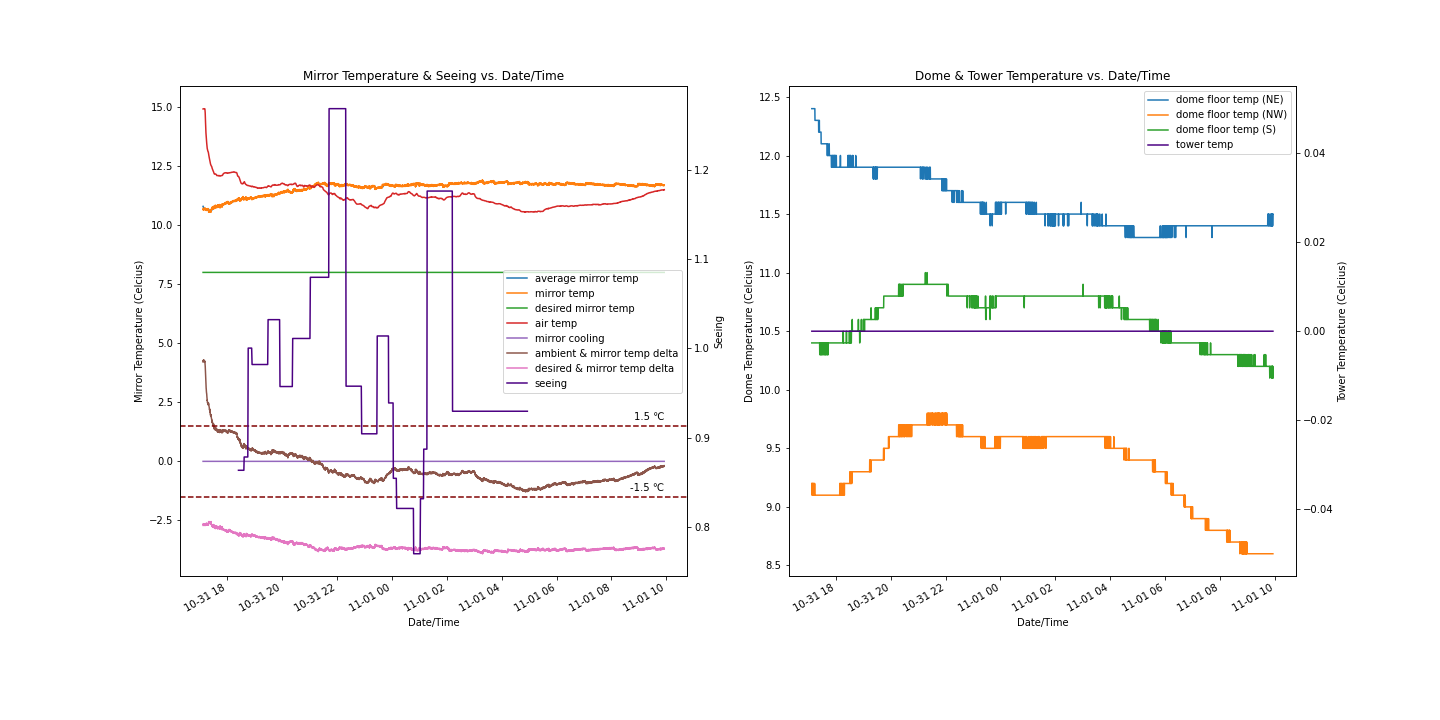 Mirror Temperature & Seeing vs. Date/Time
Mirror Temperature (Celcius)
15.0
12.5
10.0
7.5
5.0
2.5
0.0
−2.5
1.2
1.1
1.0
0.9
0.8
Seeing
average mirror temp
mirror temp
desired mirror temp
air temp
mirror cooling
ambient & mirror temp delta
desired & mirror temp delta
seeing
1.5 °C
-1.5 °C
10-31 18
10-31 20
10-31 22
11-01 00
11-01 02
11-01 04
11-01 06
11-01 08
11-01 10
Date/Time
Dome & Tower Temperature vs. Date/Time
Dome Temperature (Celcius)
12.5
12.0
11.5
11.0
10.5
10.0
9.5
9.0
8.5
dome floor temp (NE)
dome floor temp (NW)
dome floor temp (S)
tower temp
0.04
0.02
0.00
−0.02
−0.04
Tower Temperature (Celcius)
10-31 18
10-31 20
10-31 22
11-01 00
11-01 02
11-01 04
11-01 06
11-01 08
11-01 10
Date/Time